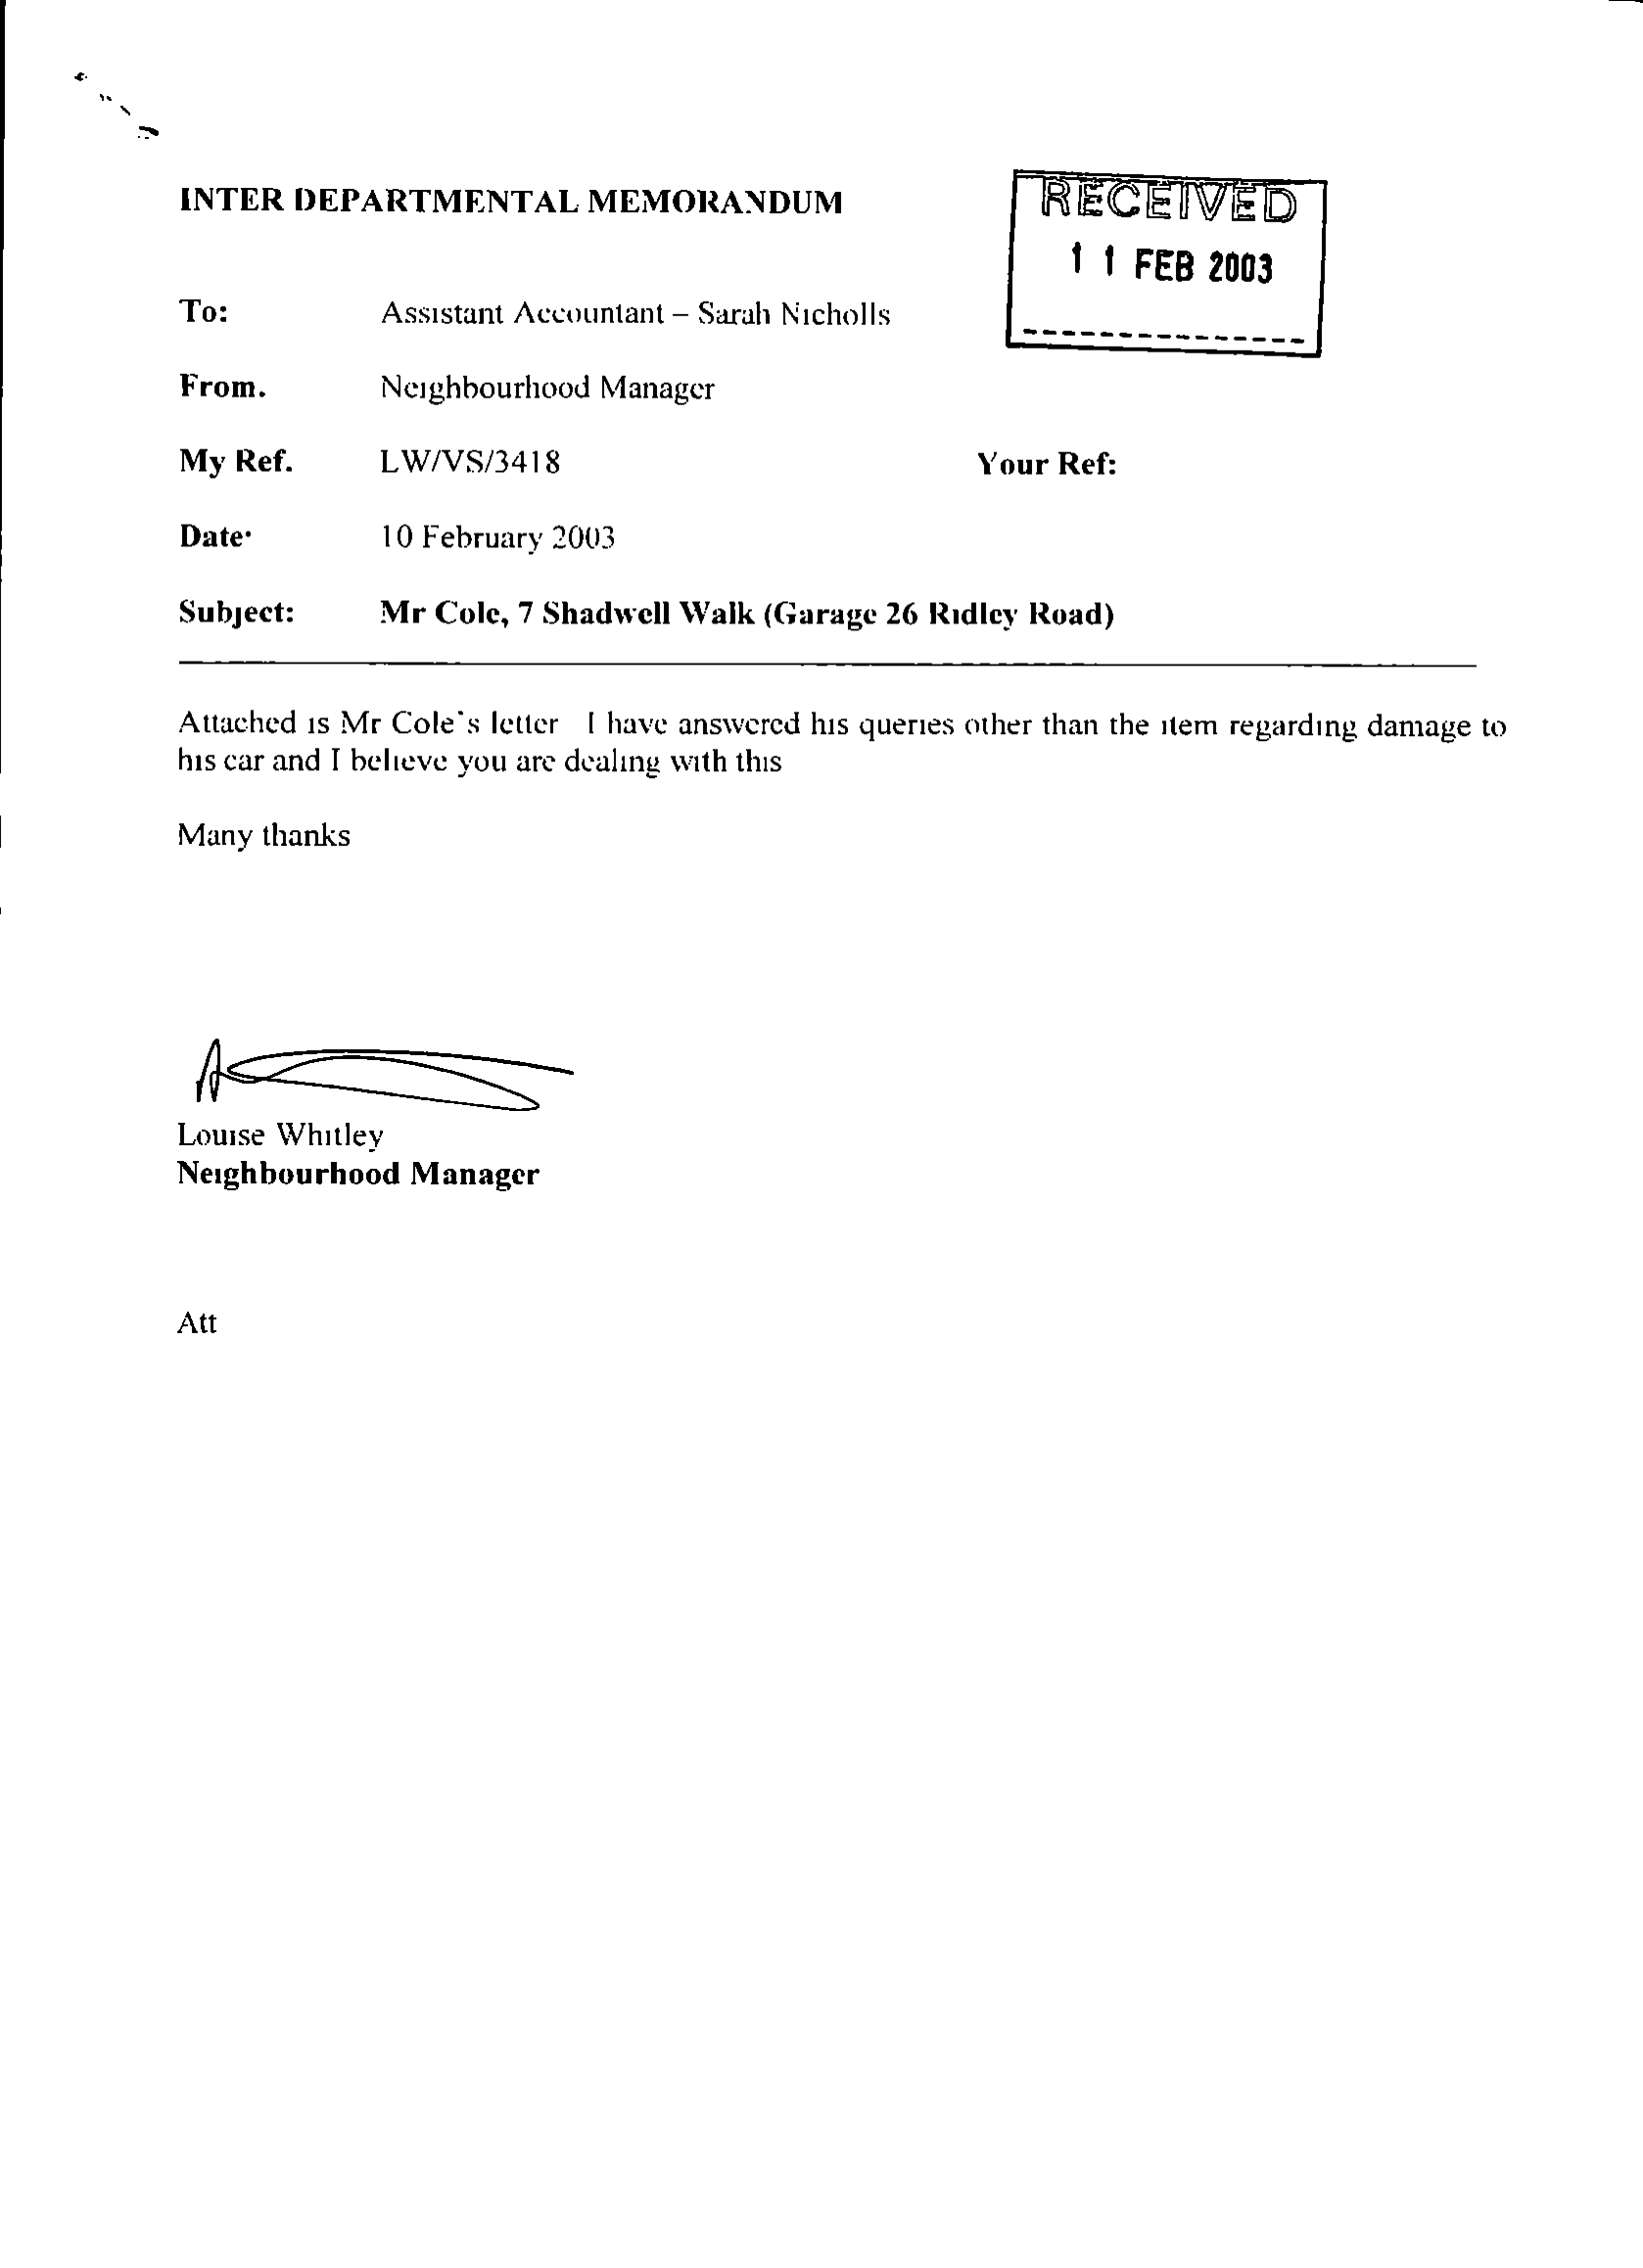 INTER DEPARTMENTAL MEMORANDUM
RECEIVED
11 FEB 2003
To: Assistant Accountant – Sarah Nicholls
From. Neighbourhood Manager
My Ref. LW/VS/3418 Your Ref:
Date· 10 February 2003
Subject: Mr Cole, 7 Shadwell Walk (Garage 26 Ridley Road)
Attached is Mr Cole's letter I have answered his queries other than the item regarding damage to
his car and I believe you are dealing with this
Many thanks
Louise Whitley
Neighbourhood Manager
Att